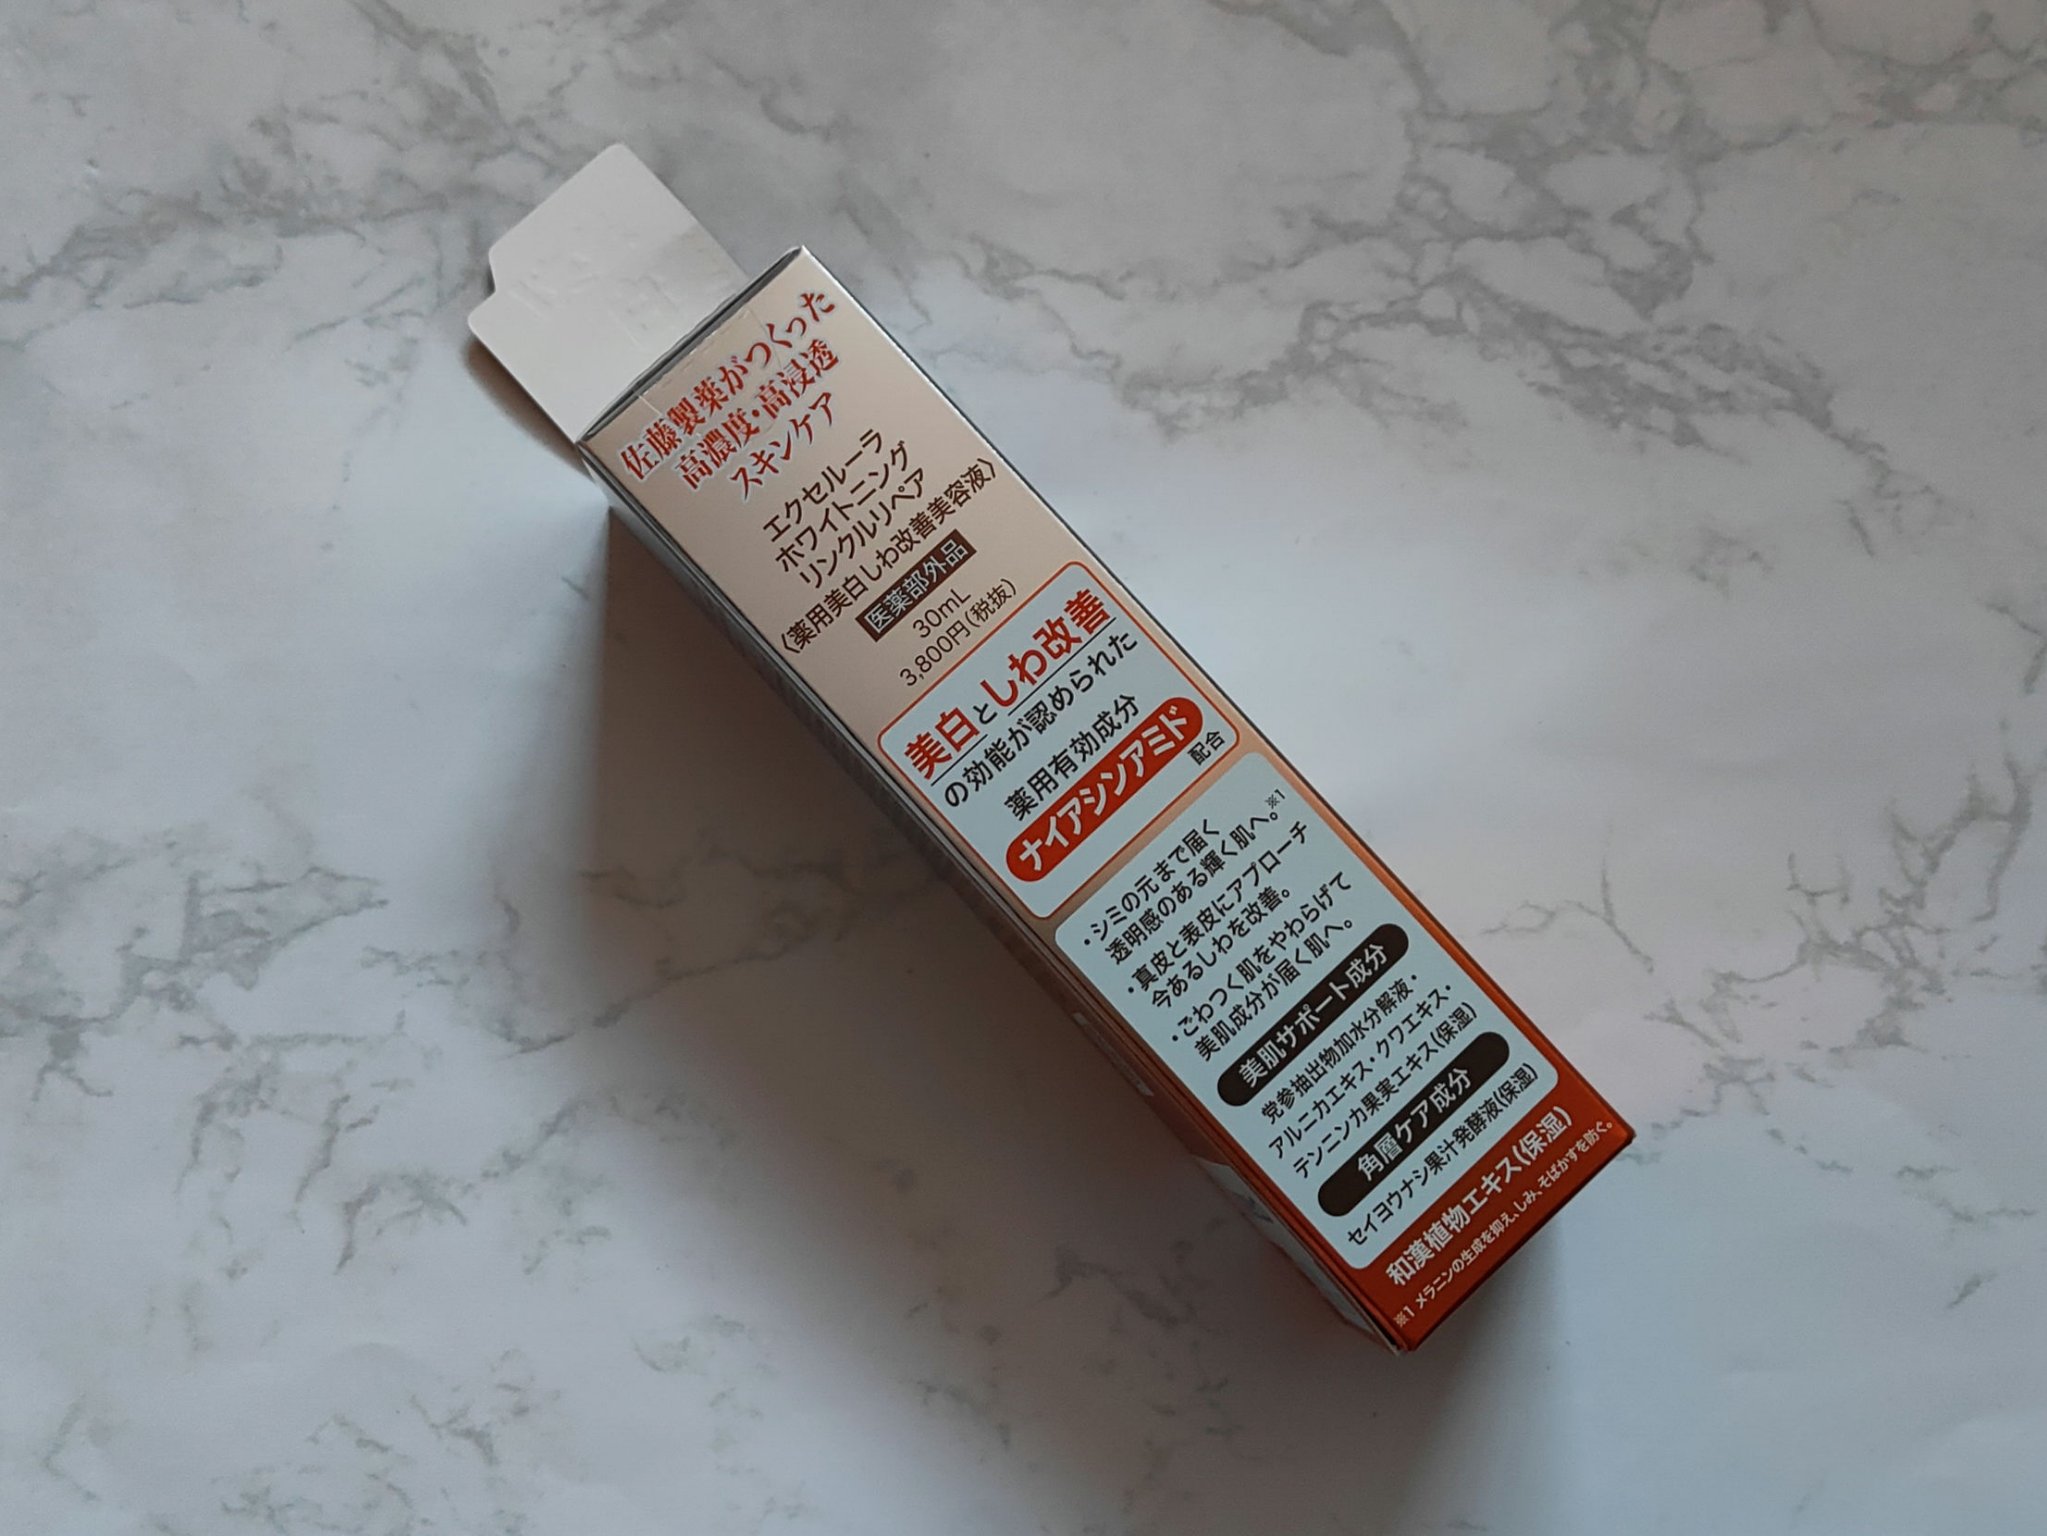 佐藤製薬がつくった
高濃度・高浸透
スキンケア
エクセルーラ
ホワイトニング
リンクルリペア
〈薬用美白しわ改善美容液〉
医薬部外品
30mL
3,800円(税抜)
美白としわ改善
の効能が認められた
薬用有効成分
ナイアシンアミド 配合
・シミの元まで届く
透明感のある輝く肌へ。※1
・真皮と表皮にアプローチ
今あるしわを改善。
・ごわつく肌をやわらげて
美肌成分が届く肌へ。
美肌サポート成分
党参抽出物加水分解液・
アルニカエキス・クワエキス・
テンニンカ果実エキス(保湿)
角層ケア成分
セイヨウナシ果汁発酵液(保湿)
和漢植物エキス(保湿)
※1 メラニンの生成を抑え、しみ、そばかすを防ぐ。